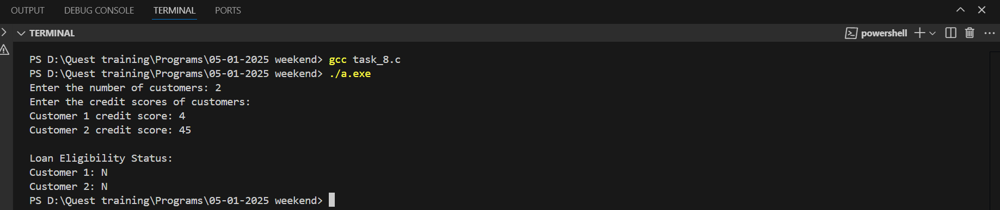 OUTPUT DEBUG CONSOLE TERMINAL PORTS
TERMINAL powershell
PS D:\Quest training\Programs\05-01-2025 weekend> gcc task_8.c
PS D:\Quest training\Programs\05-01-2025 weekend> ./a.exe
Enter the number of customers: 2
Enter the credit scores of customers:
Customer 1 credit score: 4
Customer 2 credit score: 45
Loan Eligibility Status:
Customer 1: N
Customer 2: N
PS D:\Quest training\Programs\05-01-2025 weekend>